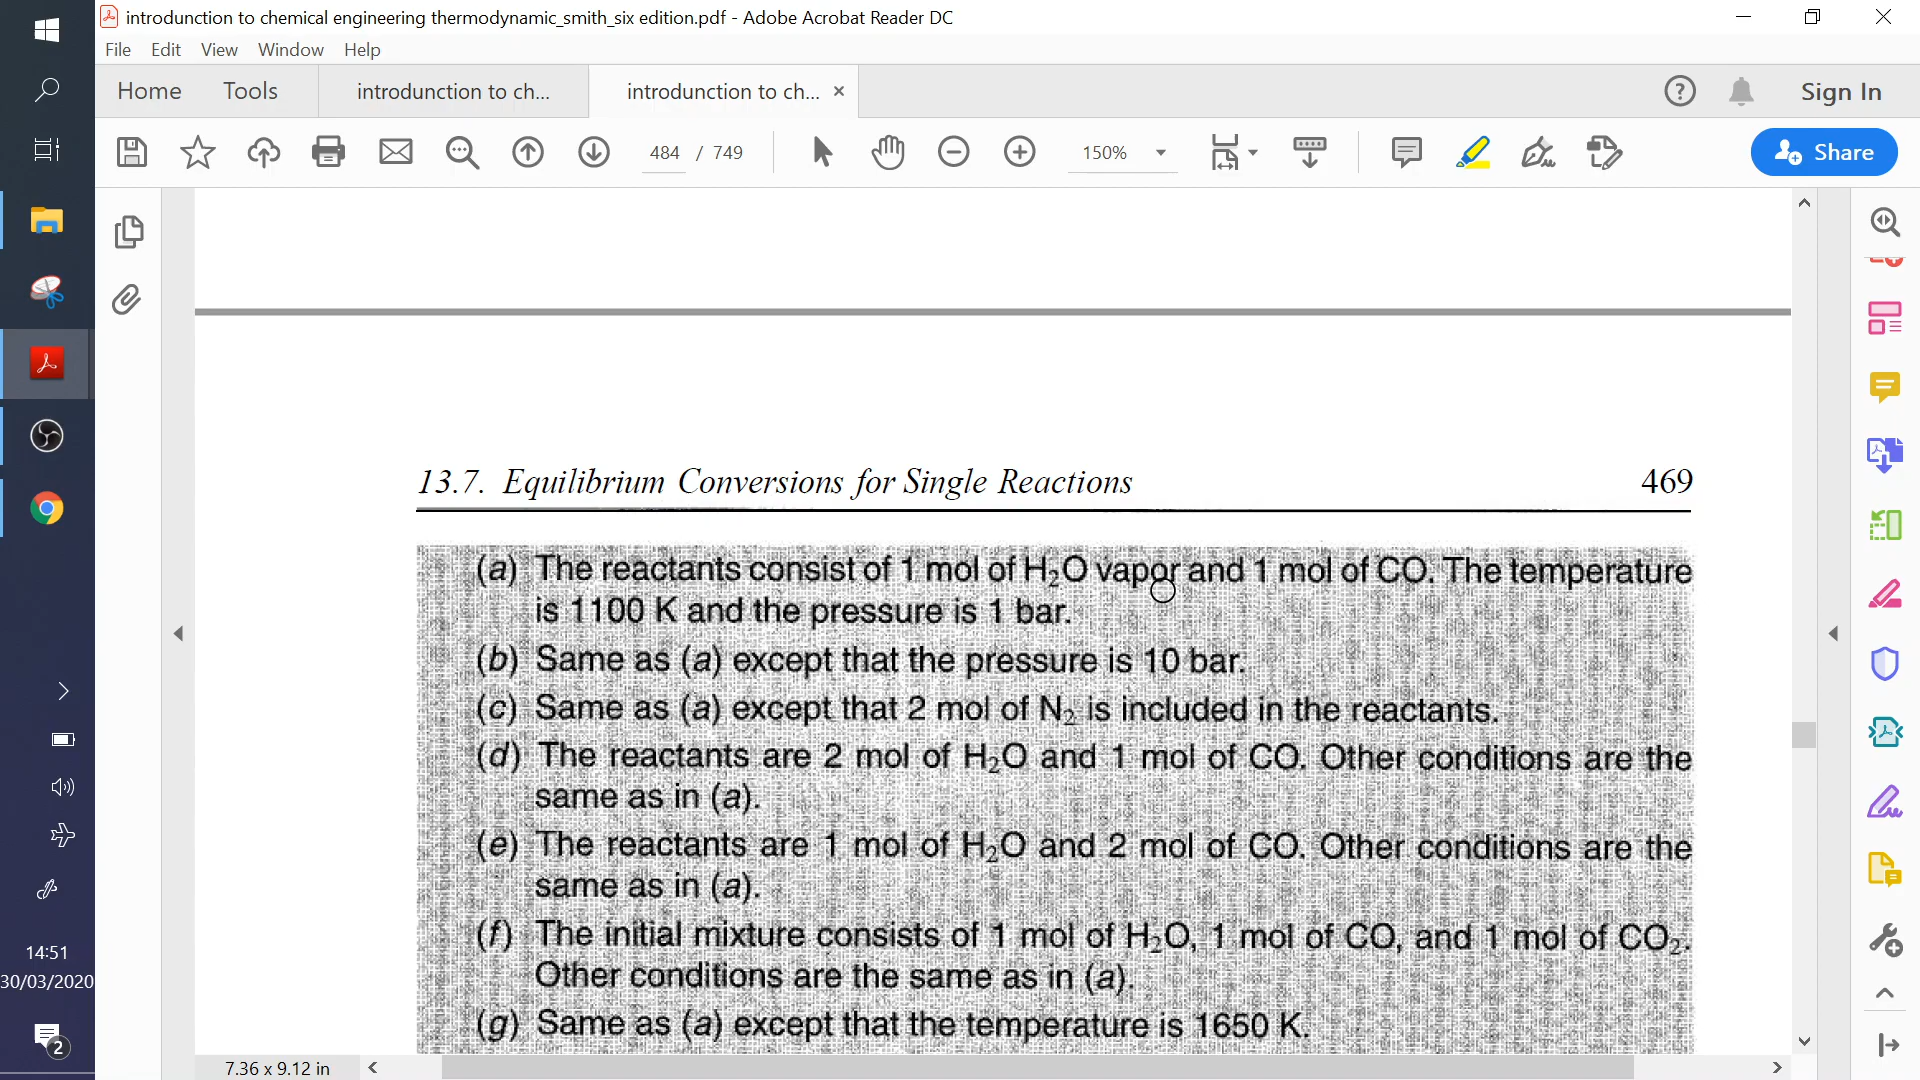 introdunction to chemical engineering thermodynamic_smith_six edition.pdf - Adobe Acrobat Reader DC
File Edit View Window Help
Home Tools introdunction to ch... introdunction to ch... × Sign In
484 / 749 150% Share
13.7. Equilibrium Conversions for Single Reactions 469
(a) The reactants consist of 1 mol of H₂O vapor and 1 mol of CO. The temperature
is 1100 K and the pressure is 1 bar.
(b) Same as (a) except that the pressure is 10 bar.
(c) Same as (a) except that 2 mol of N₂ is included in the reactants.
(d) The reactants are 2 mol of H₂O and 1 mol of CO. Other conditions are the
same as in (a).
(e) The reactants are 1 mol of H₂O and 2 mol of CO. Other conditions are the
same as in (a).
(f) The initial mixture consists of 1 mol of H₂O, 1 mol of CO, and 1 mol of CO₂.
Other conditions are the same as in (a).
(g) Same as (a) except that the temperature is 1650 K.
14:51
30/03/2020
2
7.36 x 9.12 in